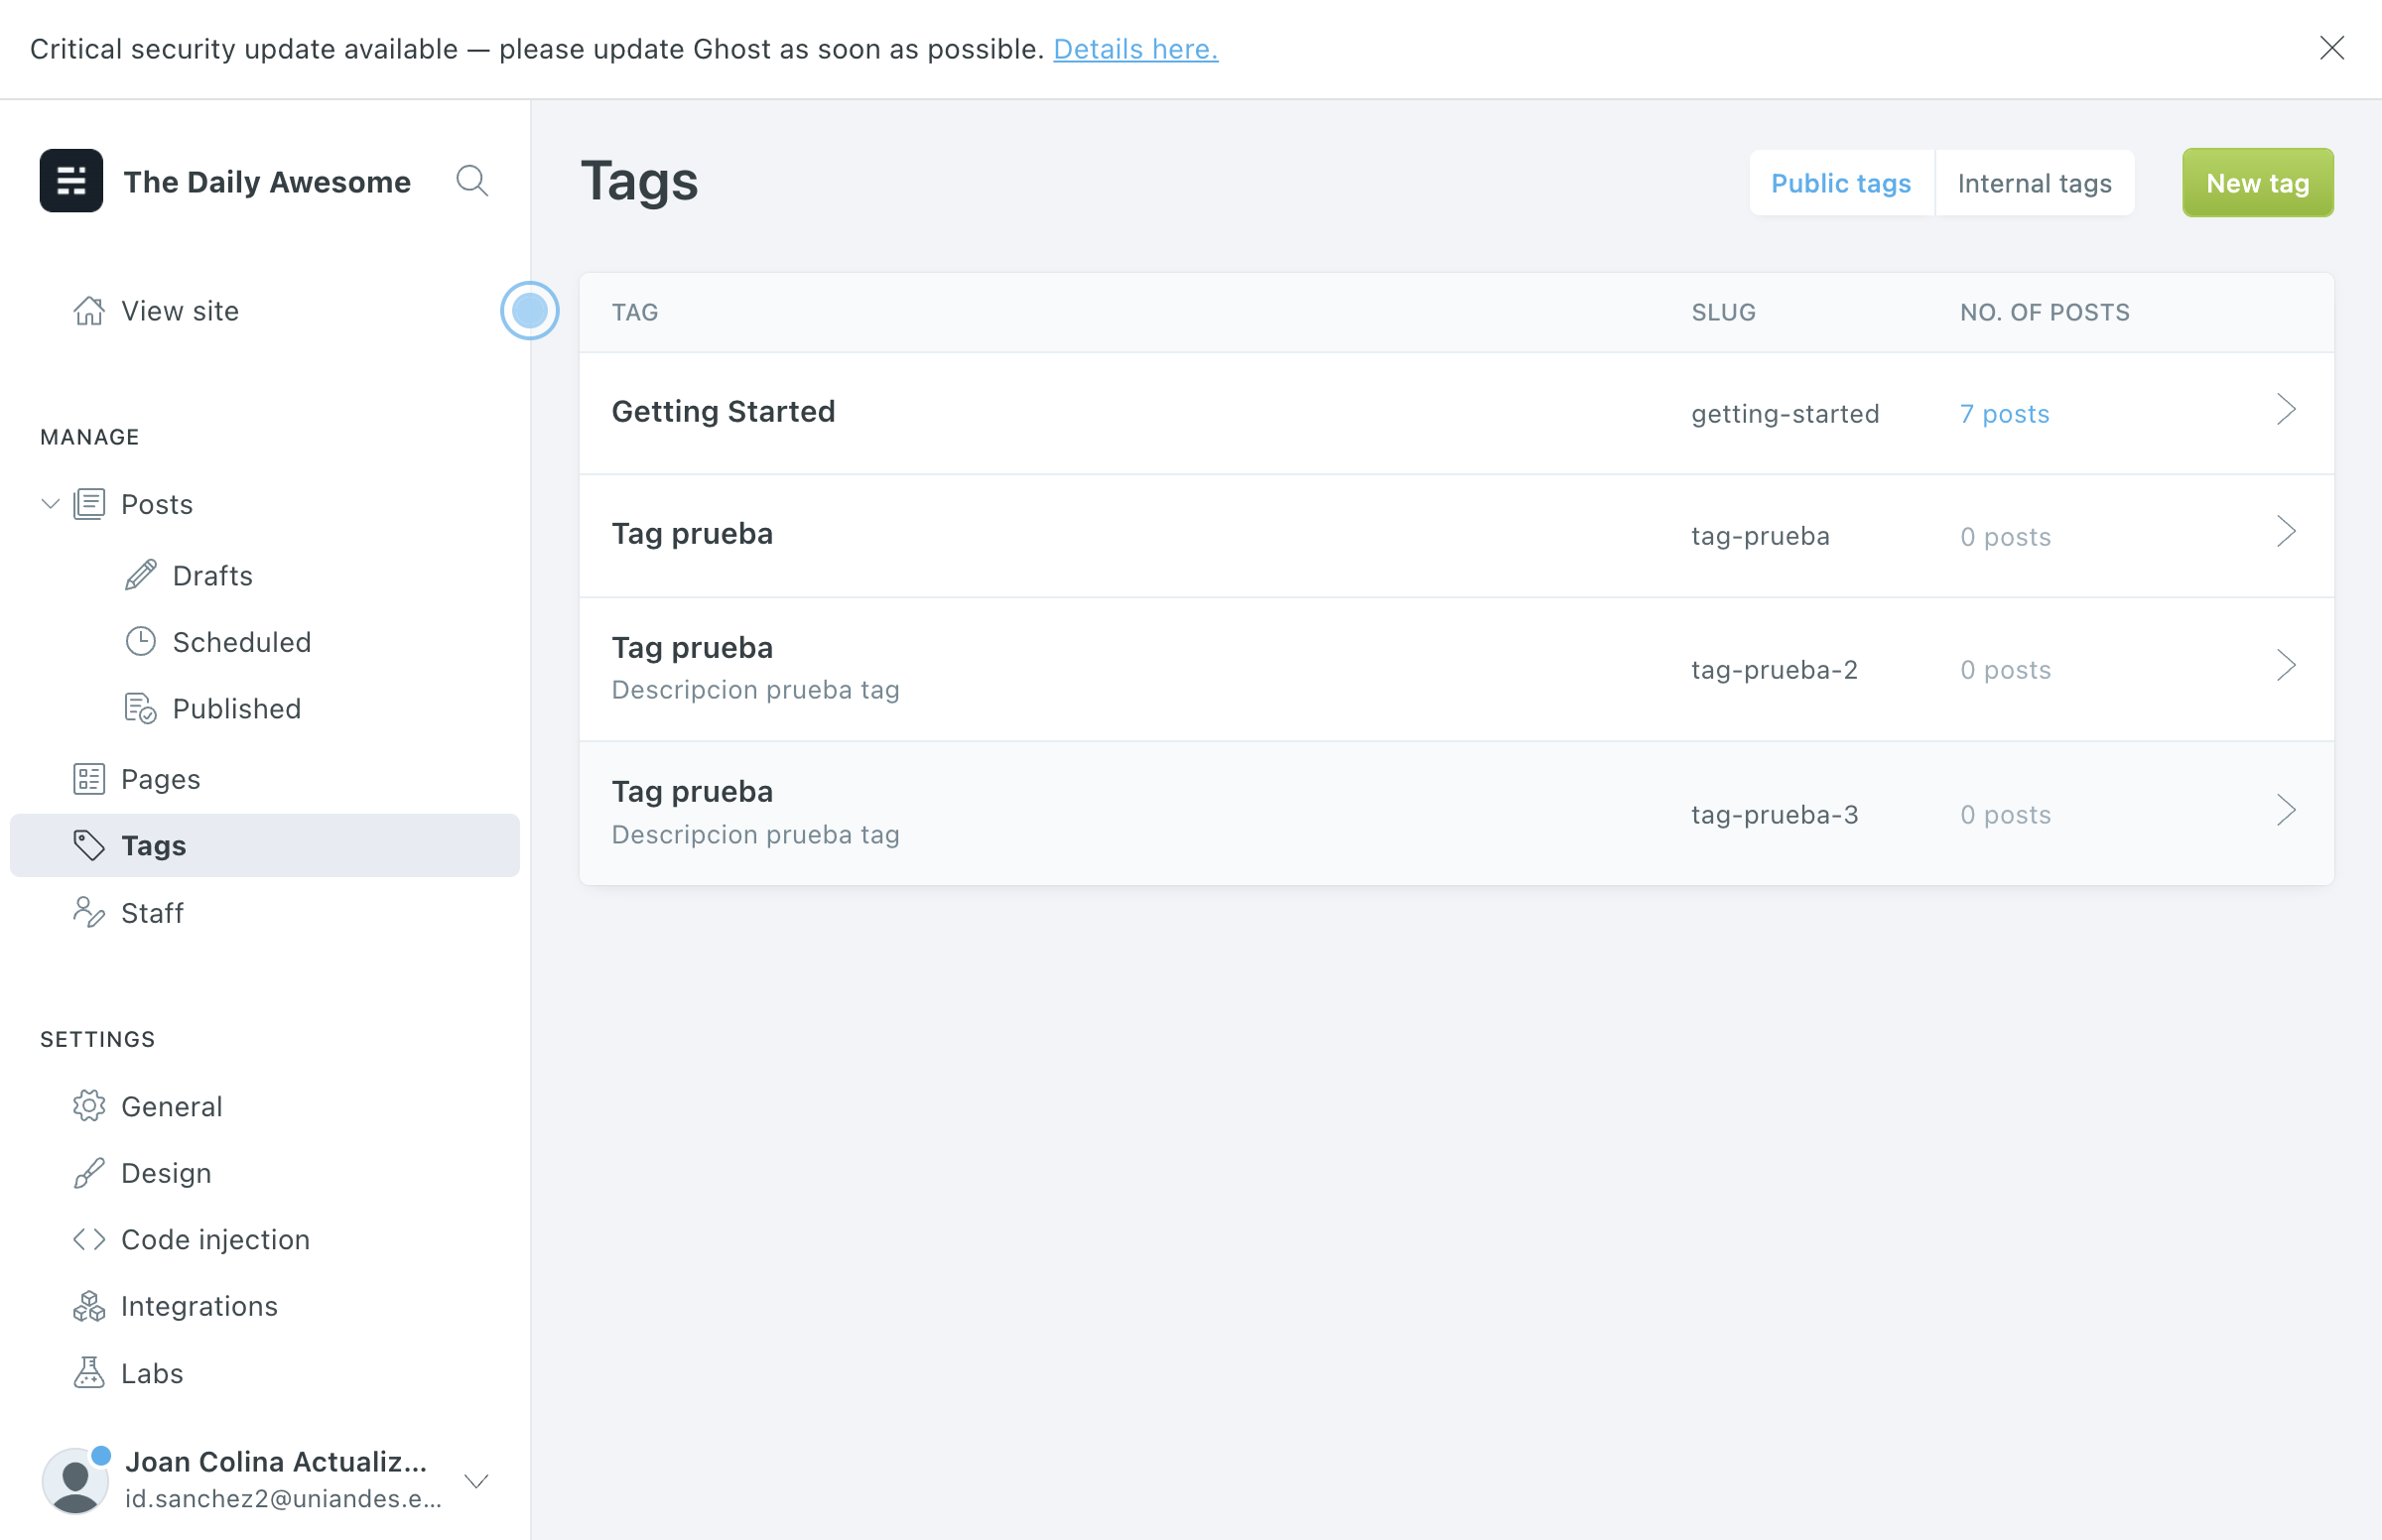 Critical security update available — please update Ghost as soon as possible. Details here.
The Daily Awesome
View site
MANAGE
Posts
Drafts
Scheduled
Published
Pages
Tags
Staff
SETTINGS
General
Design
Code injection
Integrations
Labs
Joan Colina Actualiz...
id.sanchez2@uniandes.e...
Tags
Public tags Internal tags New tag
TAG SLUG NO. OF POSTS
Getting Started getting-started 7 posts
Tag prueba tag-prueba 0 posts
Tag prueba
Descripcion prueba tag tag-prueba-2 0 posts
Tag prueba
Descripcion prueba tag tag-prueba-3 0 posts